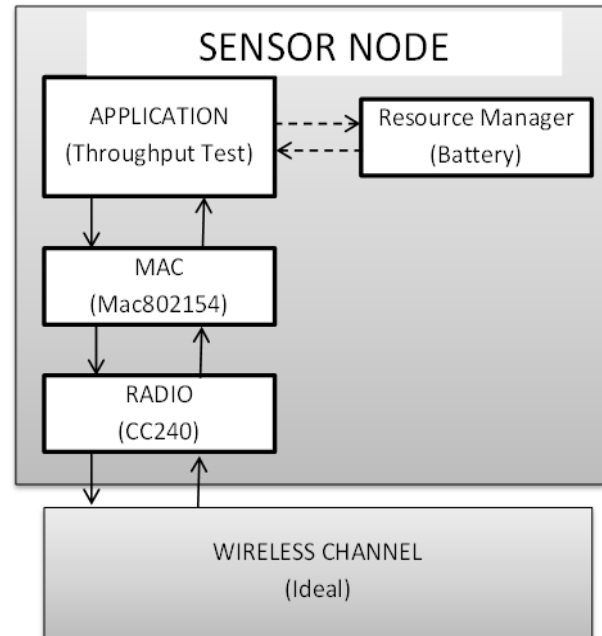 SENSOR NODE
APPLICATION
(Throughput Test)
Resource Manager
(Battery)
MAC
(Mac802154)
RADIO
(CC240)
WIRELESS CHANNEL
(Ideal)